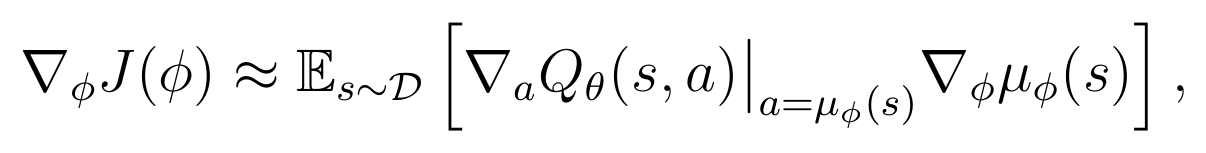 ∇_ϕ J(ϕ) ≈ 𝔼_{s∼𝒟} [∇_a Q_θ(s, a)|_{a=μ_ϕ(s)} ∇_ϕ μ_ϕ(s)],